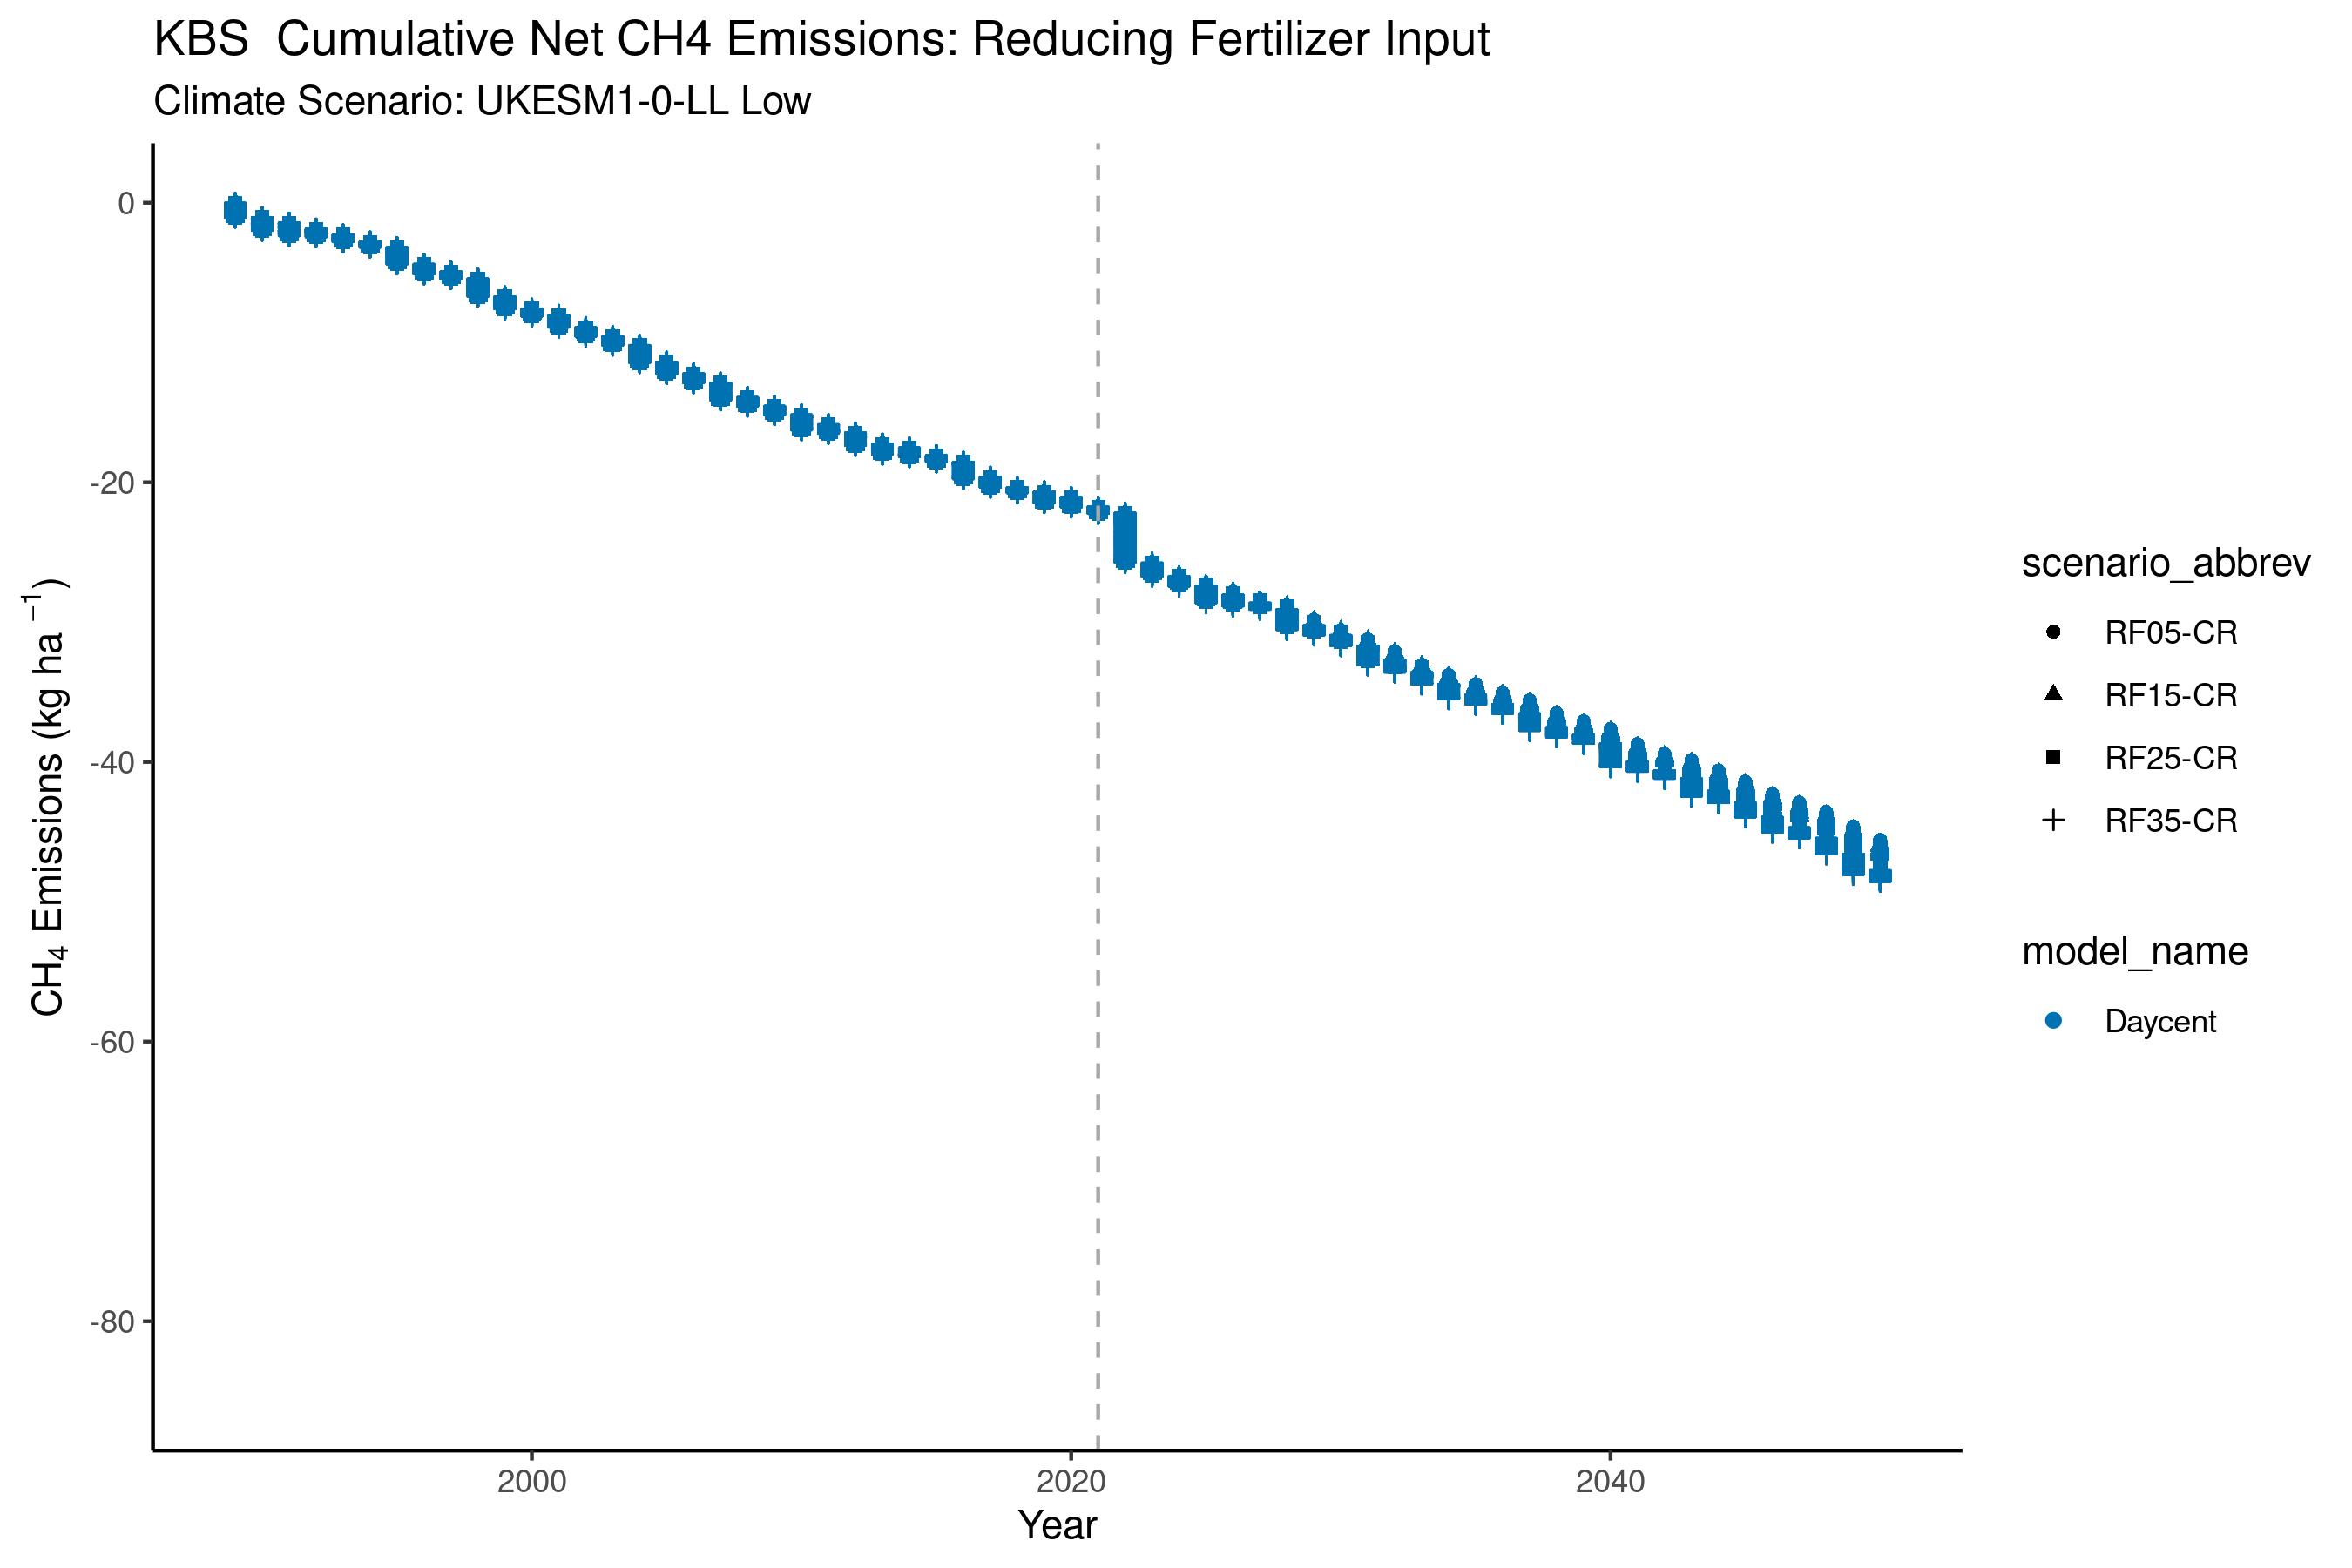 KBS  Cumulative Net CH4 Emissions: Reducing Fertilizer Input
Climate Scenario: UKESM1-0-LL Low
CH₄ Emissions (kg ha ⁻¹)
0
-20
-40
-60
-80
2000
2020
2040
Year
scenario_abbrev
RF05-CR
RF15-CR
RF25-CR
RF35-CR
model_name
Daycent